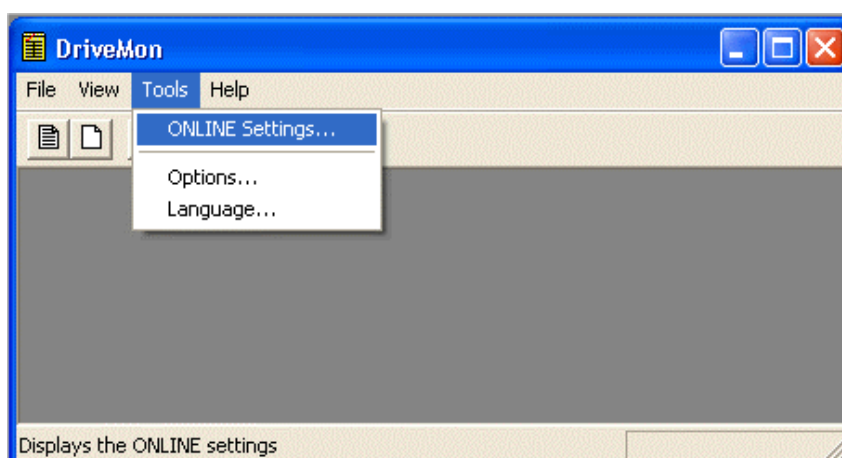 DriveMon
File View Tools Help
ONLINE Settings...
Options...
Language...
Displays the ONLINE settings